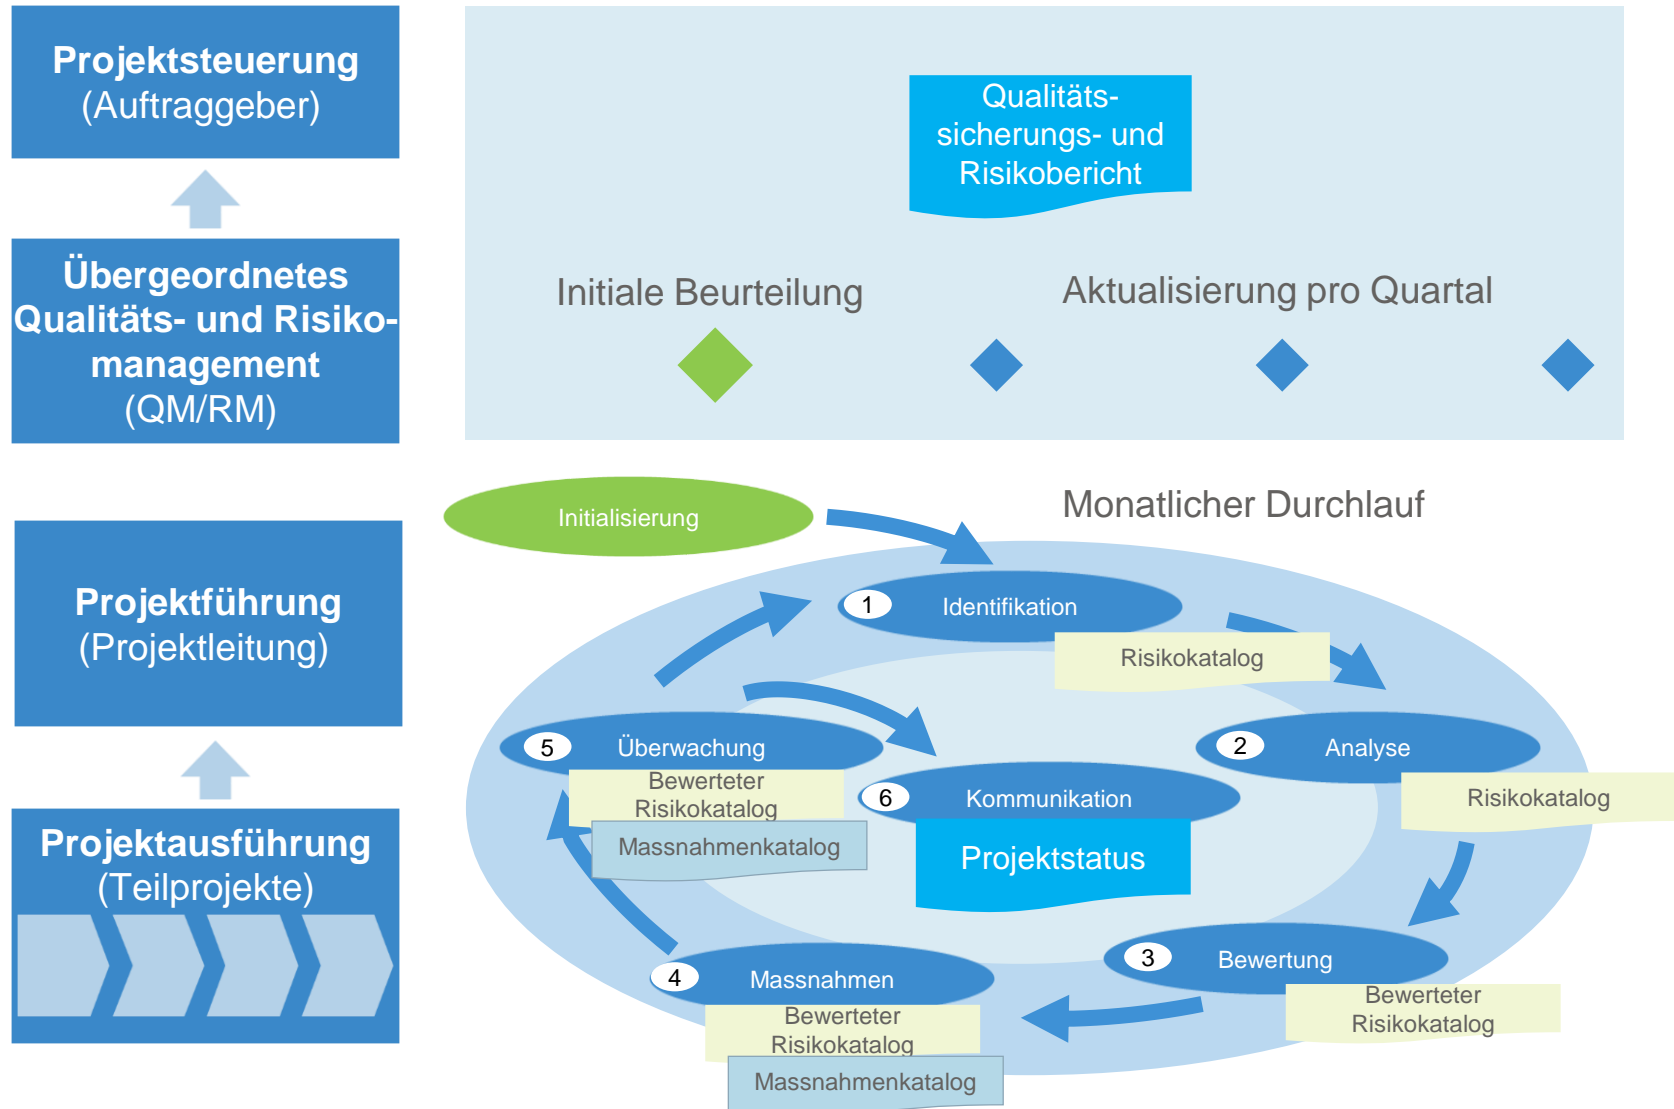 Projektsteuerung
(Auftraggeber)
Übergeordnetes
Qualitäts- und Risiko-
management
(QM/RM)
Projektführung
(Projektleitung)
Projektausführung
(Teilprojekte)
Qualitäts-
sicherungs- und
Risikobericht
Initiale Beurteilung
Aktualisierung pro Quartal
Initialisierung
Monatlicher Durchlauf
1 Identifikation
Risikokatalog
2 Analyse
Risikokatalog
3 Bewertung
Bewerteter
Risikokatalog
4 Massnahmen
Bewerteter
Risikokatalog
Massnahmenkatalog
5 Überwachung
Bewerteter
Risikokatalog
Massnahmenkatalog
6 Kommunikation
Projektstatus